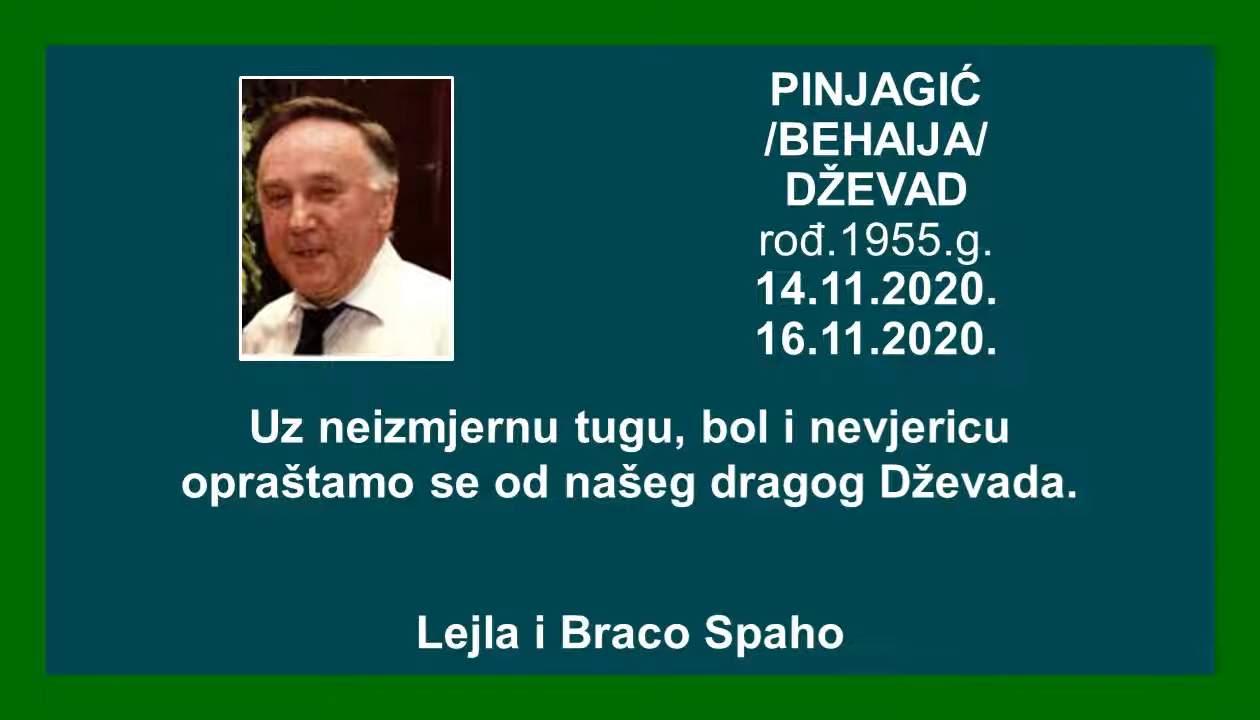 PINJAGIĆ
/BEHAIJA/
DŽEVAD
rođ.1955.g.
14.11.2020.
16.11.2020.
Uz neizmjernu tugu, bol i nevjericu
opraštamo se od našeg dragog Dževada.
Lejla i Braco Spaho